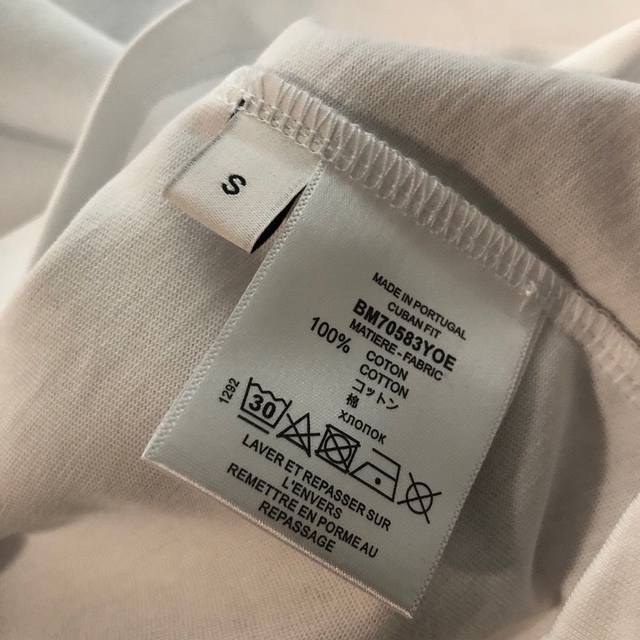 S
MADE IN PORTUGAL
CUBAN FIT
BM70583YOE
MATIERE - FABRIC
100% COTON
COTTON
コットン
棉
хлопок
1292
30
LAVER ET REPASSER SUR
L'ENVERS
REMETTRE EN FORME AU
REPASSAGE